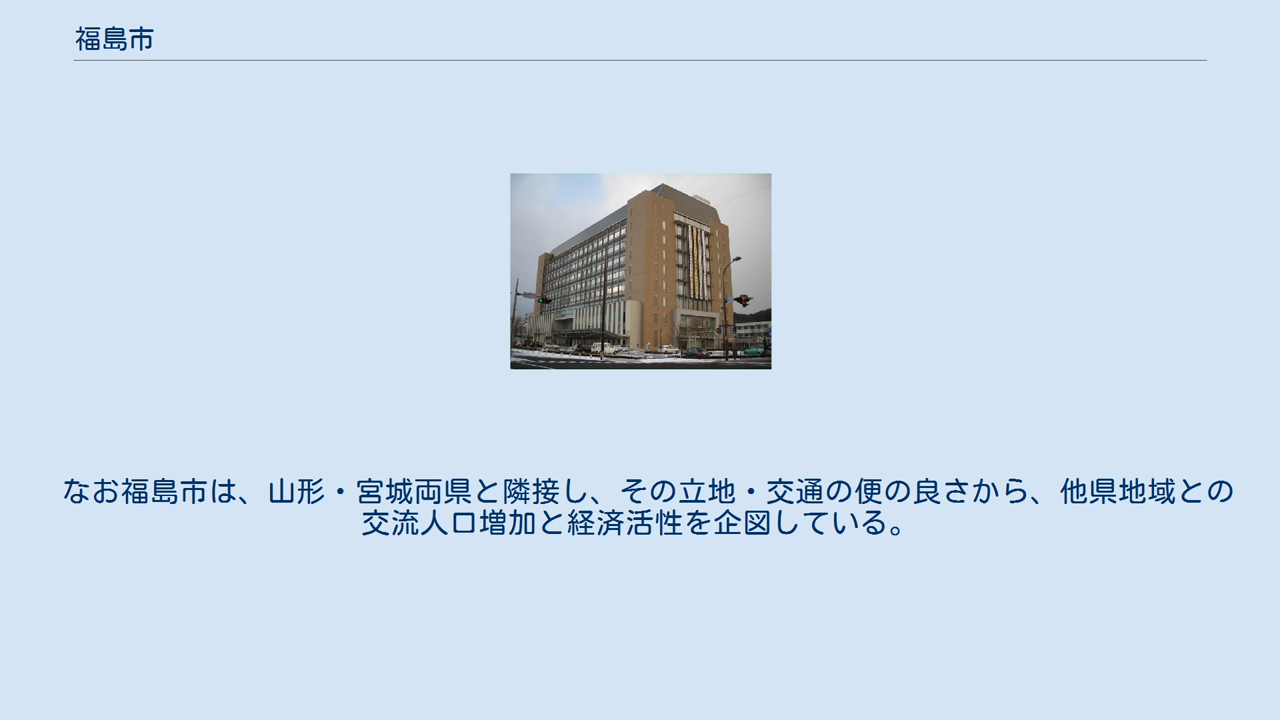 福島市
なお福島市は、山形・宮城両県と隣接し、その立地・交通の便の良さから、他県地域との
交流人口増加と経済活性を企図している。